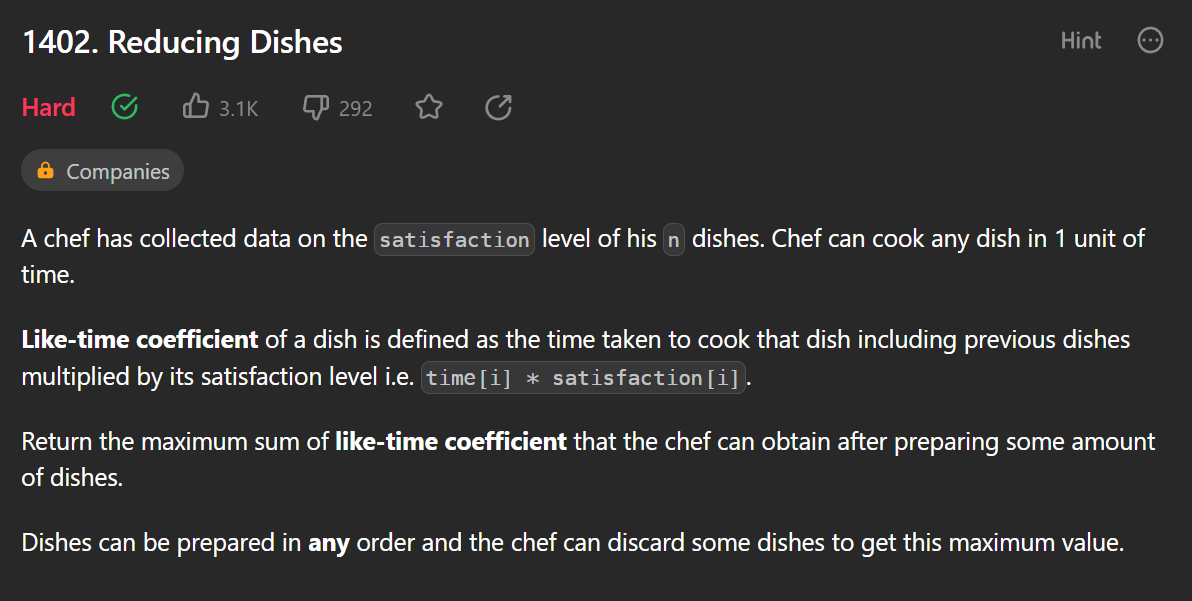 1402. Reducing Dishes
Hint
Hard
3.1K
292
Companies
A chef has collected data on the satisfaction level of his n dishes. Chef can cook any dish in 1 unit of
time.
Like-time coefficient of a dish is defined as the time taken to cook that dish including previous dishes
multiplied by its satisfaction level i.e. time[i] * satisfaction[i].
Return the maximum sum of like-time coefficient that the chef can obtain after preparing some amount
of dishes.
Dishes can be prepared in any order and the chef can discard some dishes to get this maximum value.